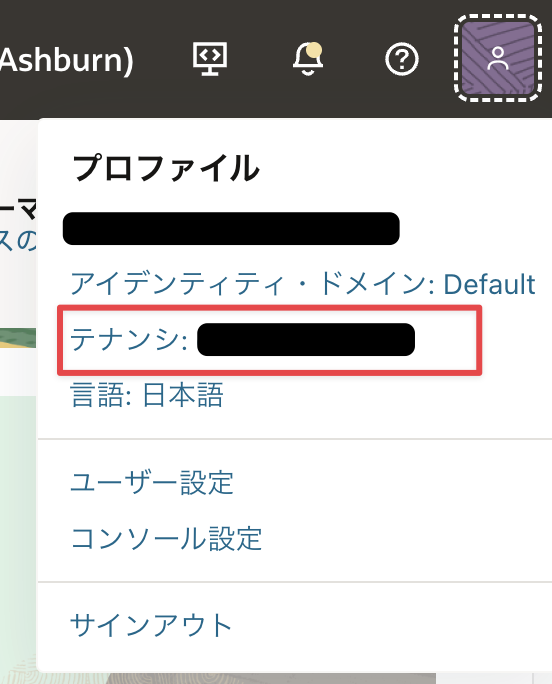 Ashburn)
プロファイル
ーマ
スの
アイデンティティ・ドメイン: Default
テナンシ:
言語: 日本語
ユーザー設定
コンソール設定
サインアウト